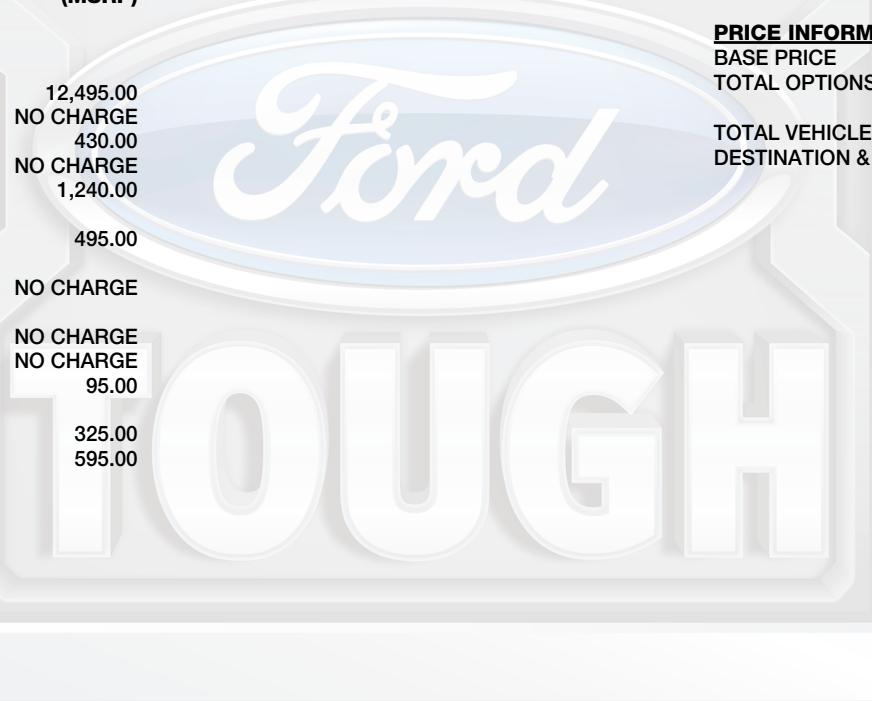 (MSRP)
12,495.00
NO CHARGE
430.00
NO CHARGE
1,240.00
495.00
NO CHARGE
NO CHARGE
NO CHARGE
95.00
325.00
595.00
PRICE INFORM
BASE PRICE
TOTAL OPTIONS
TOTAL VEHICLE
DESTINATION &
Ford
TOUGH